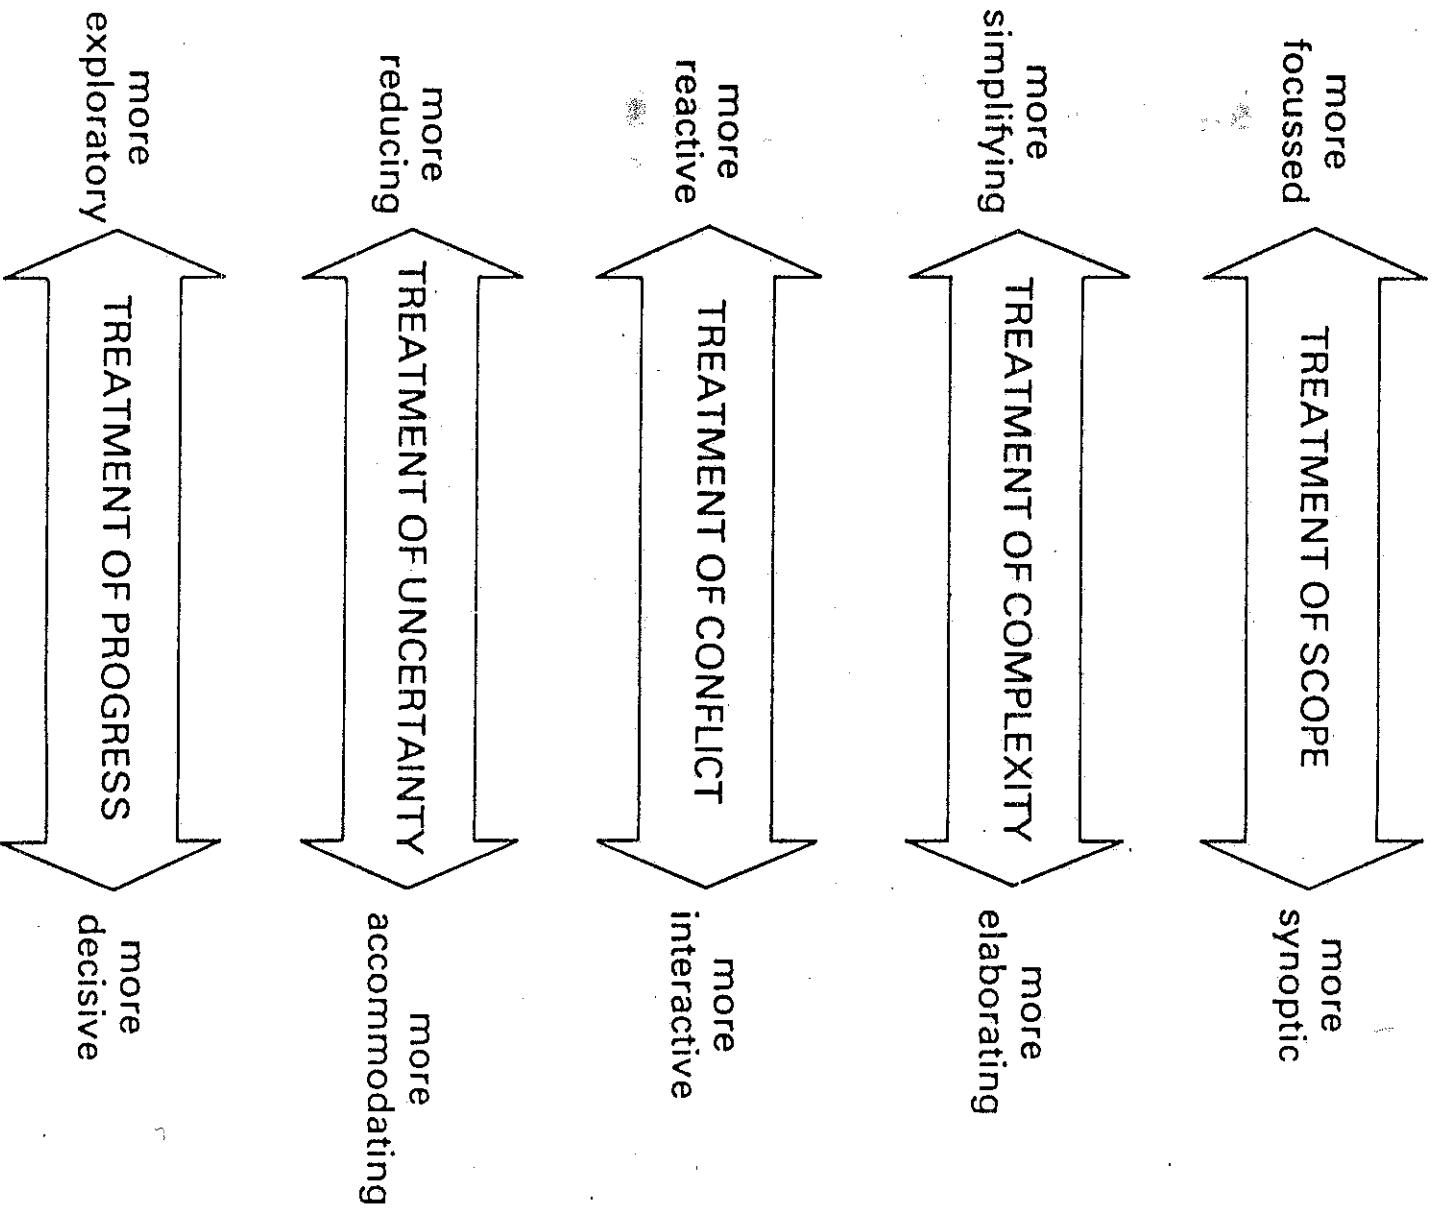 more
focussed
TREATMENT OF SCOPE
more
synoptic
more
simplifying
TREATMENT OF COMPLEXITY
more
elaborating
more
reactive
TREATMENT OF CONFLICT
more
interactive
more
reducing
TREATMENT OF UNCERTAINTY
more
accommodating
more
exploratory
TREATMENT OF PROGRESS
more
decisive